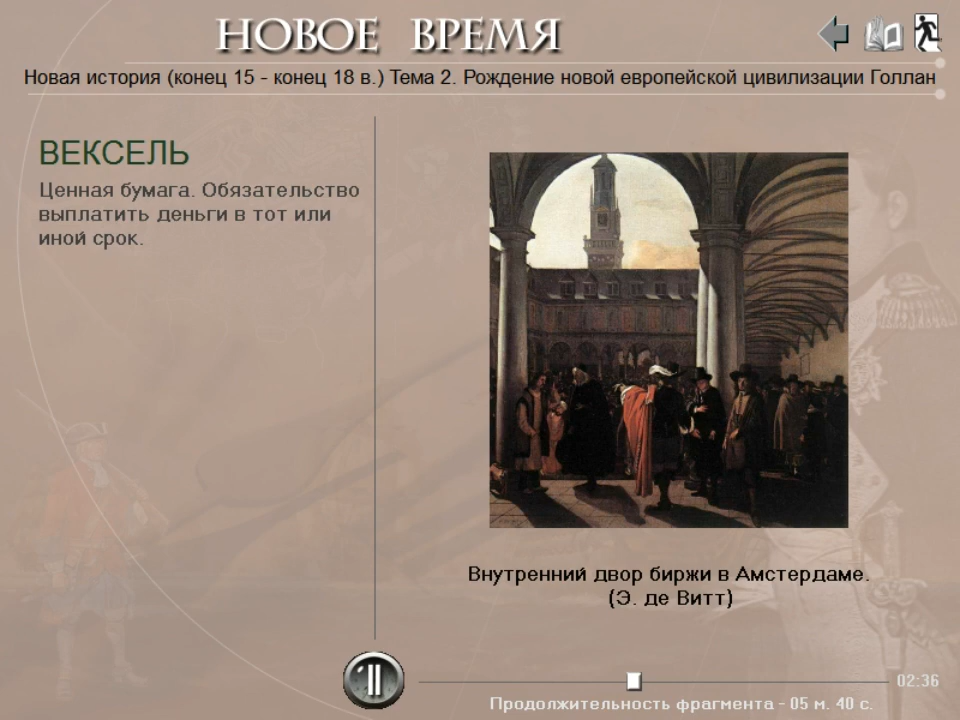 НОВОЕ ВРЕМЯ
Новая история (конец 15 - конец 18 в.) Тема 2. Рождение новой европейской цивилизации Голлан
ВЕКСЕЛЬ
Ценная бумага. Обязательство
выплатить деньги в тот или
иной срок.
Внутренний двор биржи в Амстердаме.
(Э. де Витт)
02:36
Продолжительность фрагмента - 05 м. 40 с.